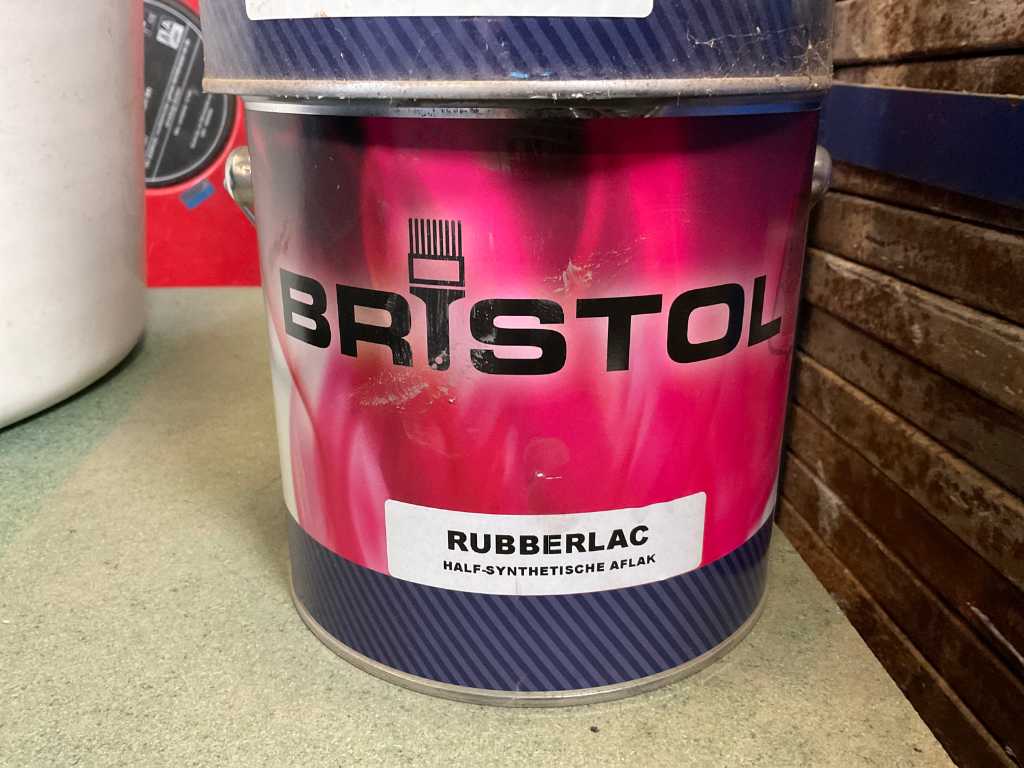 BRISTOL
RUBBERLAC
HALF-SYNTHETISCHE AFLAK